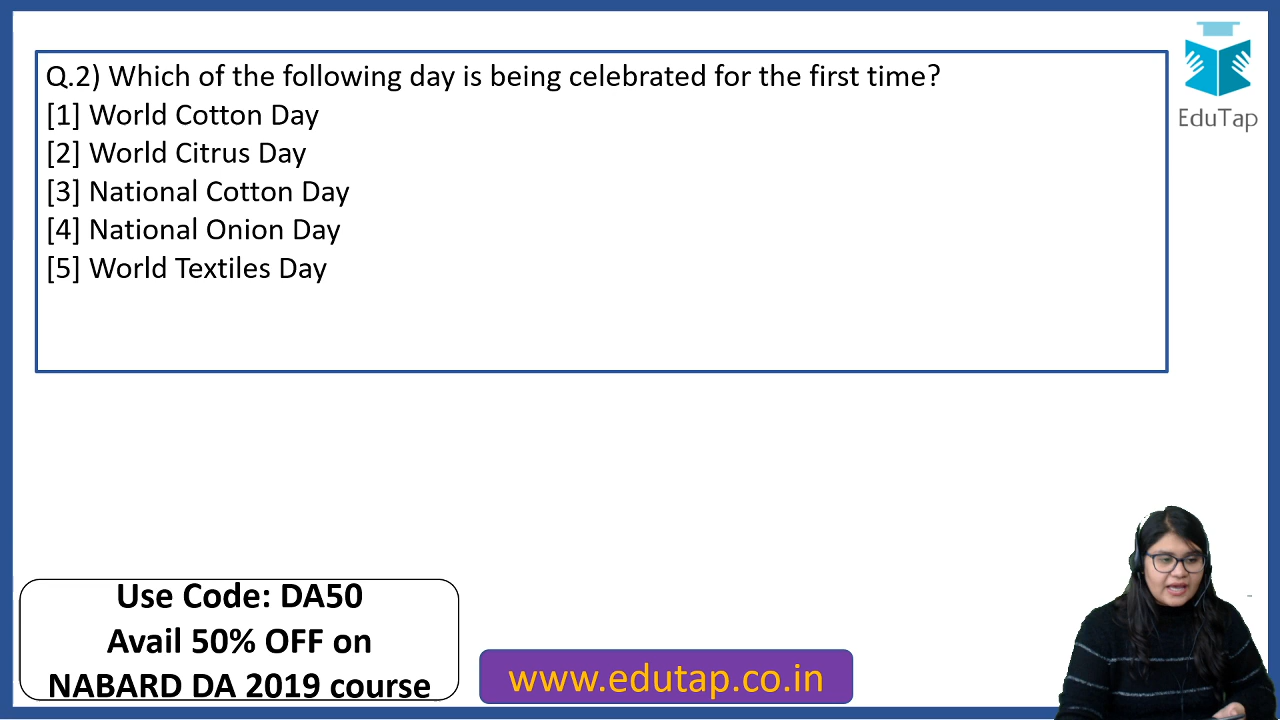 Q.2) Which of the following day is being celebrated for the first time?
[1] World Cotton Day
[2] World Citrus Day
[3] National Cotton Day
[4] National Onion Day
[5] World Textiles Day
EduTap
Use Code: DA50
Avail 50% OFF on
NABARD DA 2019 course
www.edutap.co.in